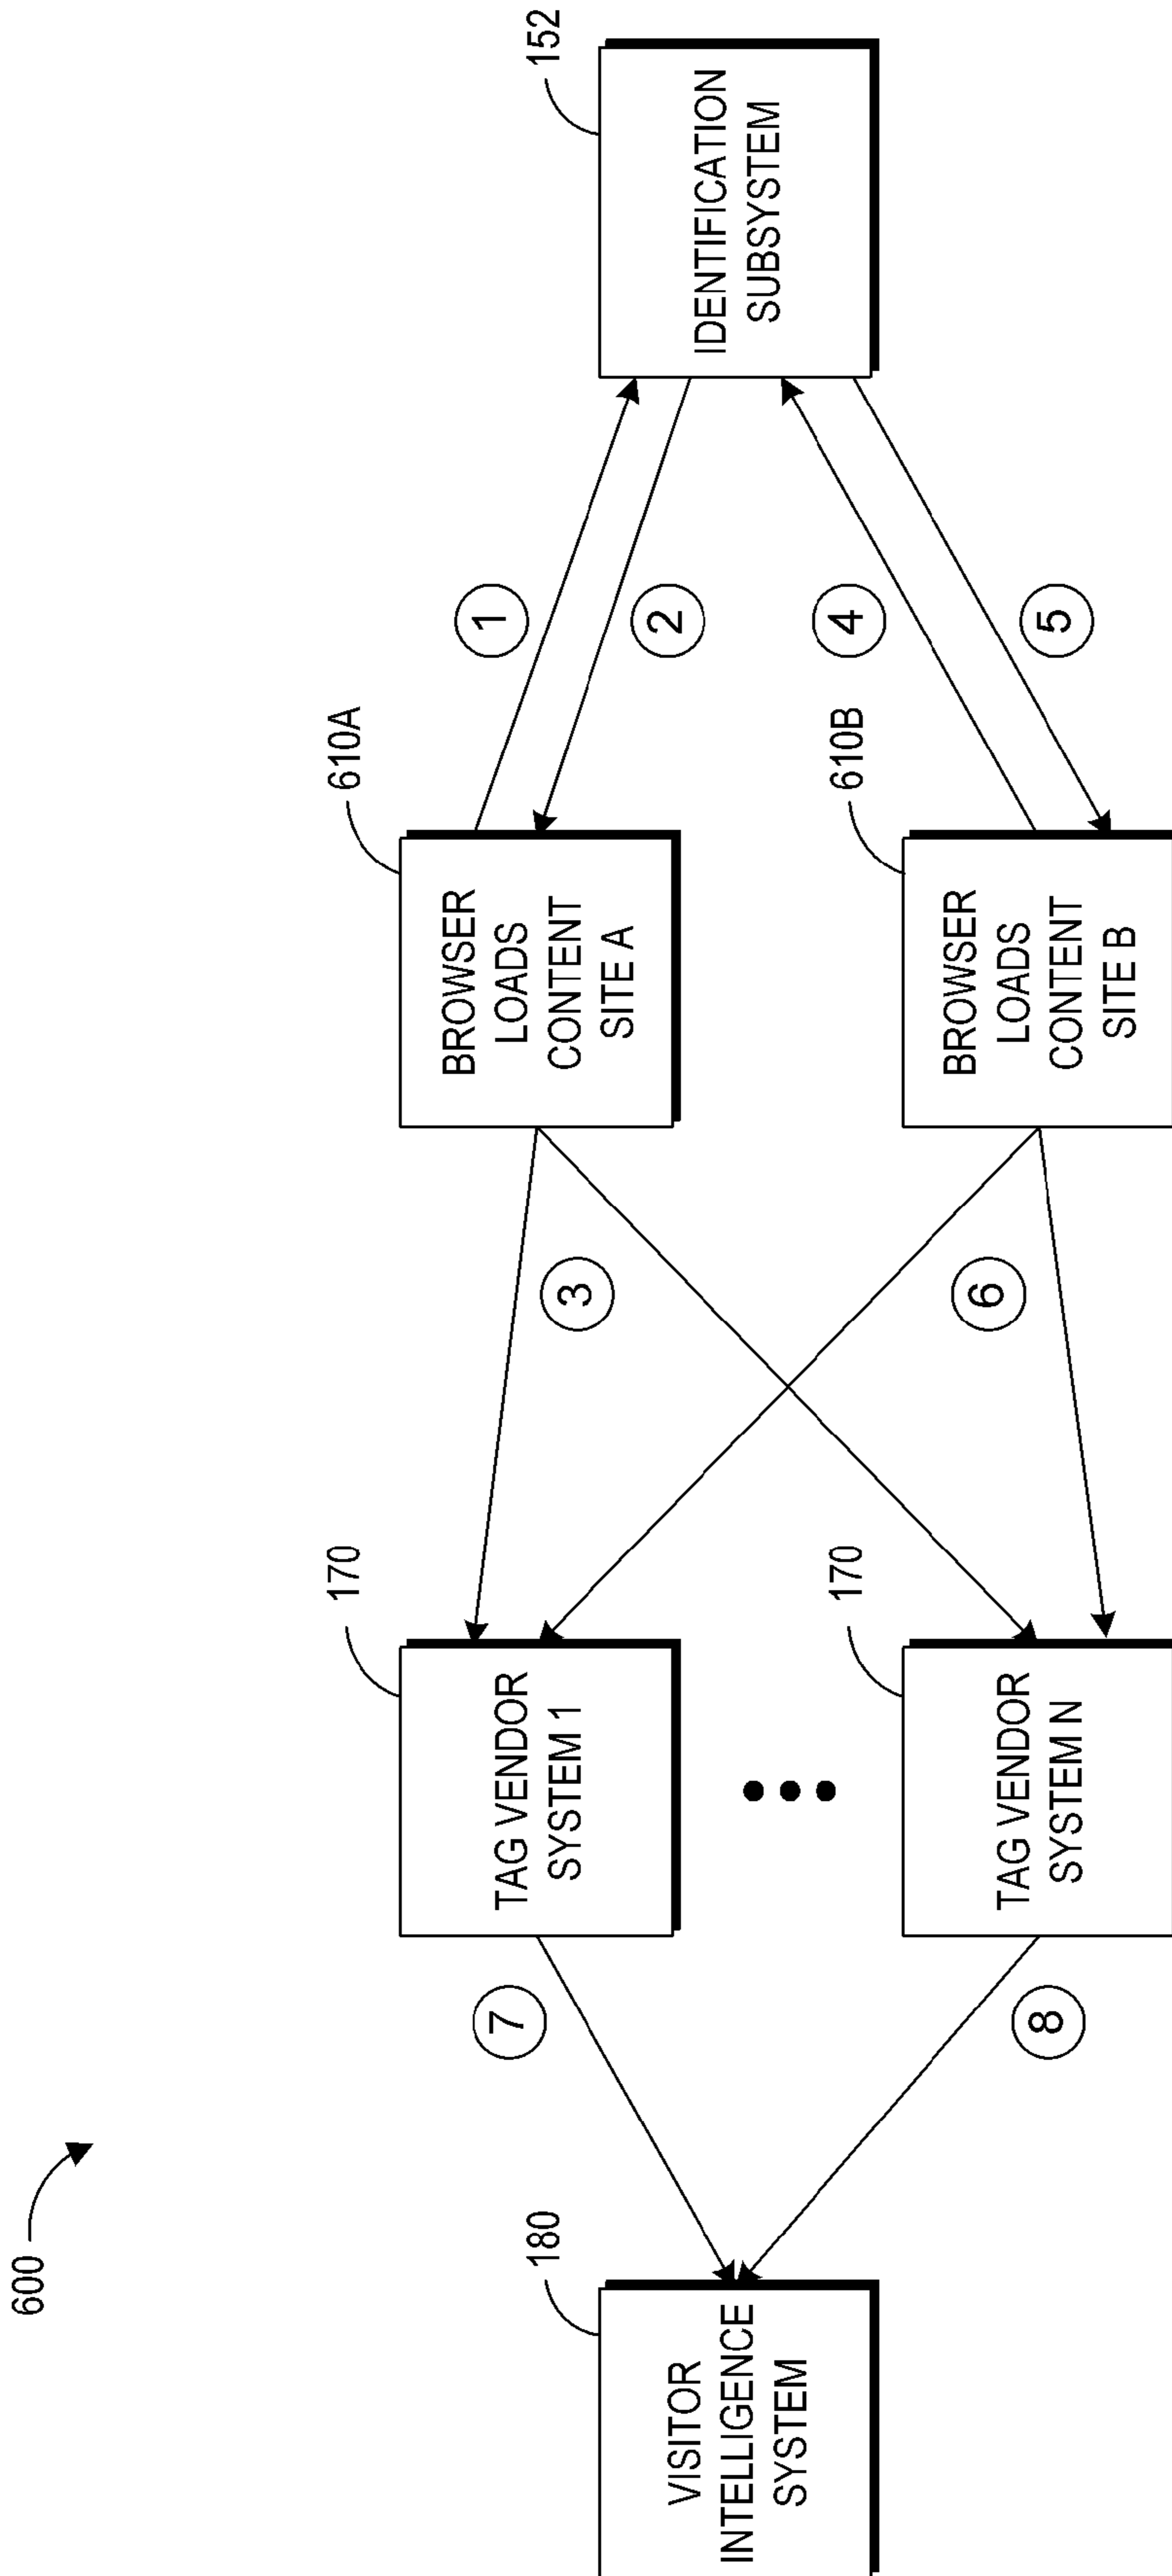 600
180
VISITOR
INTELLIGENCE
SYSTEM
7
8
170
TAG VENDOR
SYSTEM 1
170
TAG VENDOR
SYSTEM N
3
6
610A
BROWSER
LOADS
CONTENT
SITE A
610B
BROWSER
LOADS
CONTENT
SITE B
1
2
4
5
152
IDENTIFICATION
SUBSYSTEM